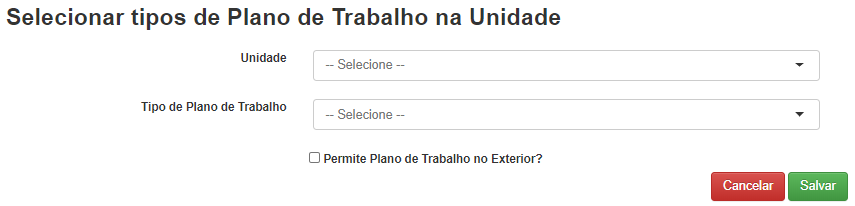 Selecionar tipos de Plano de Trabalho na Unidade
Unidade
-- Selecione --
Tipo de Plano de Trabalho
-- Selecione --
Permite Plano de Trabalho no Exterior?
Cancelar Salvar